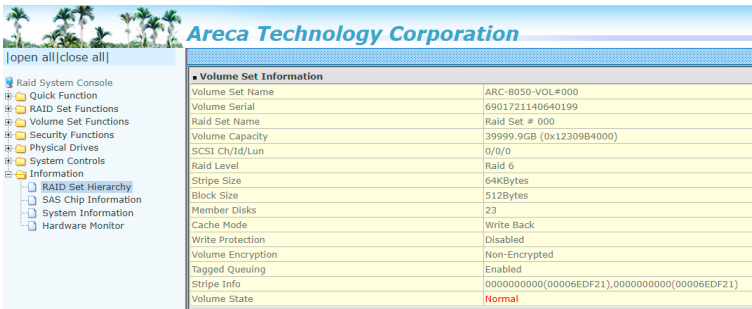 Areca Technology Corporation
|open all|close all|
Raid System Console
Quick Function
RAID Set Functions
Volume Set Functions
Security Functions
Physical Drives
System Controls
Information
RAID Set Hierarchy
SAS Chip Information
System Information
Hardware Monitor
Volume Set Information
Volume Set Name ARC-8050-VOL#000
Volume Serial 6901721140640199
Raid Set Name Raid Set # 000
Volume Capacity 39999.9GB (0x12309B4000)
SCSI Ch/Id/Lun 0/0/0
Raid Level Raid 6
Stripe Size 64KBytes
Block Size 512Bytes
Member Disks 23
Cache Mode Write Back
Write Protection Disabled
Volume Encryption Non-Encrypted
Tagged Queuing Enabled
Stripe Info 0000000000(00006EDF21),0000000000(00006EDF21)
Volume State Normal